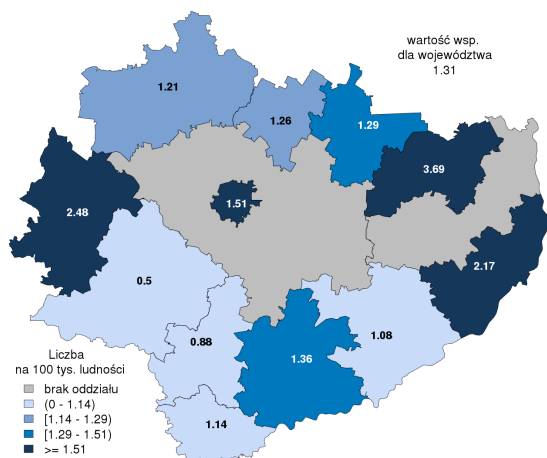 wartość wsp.
dla województwa
1.31
1.21
1.26
1.29
3.69
2.48
1.51
2.17
0.5
0.88
1.36
1.08
1.14
Liczba
na 100 tys. ludności
brak oddziału
(0 - 1.14)
[1.14 - 1.29)
[1.29 - 1.51)
>= 1.51